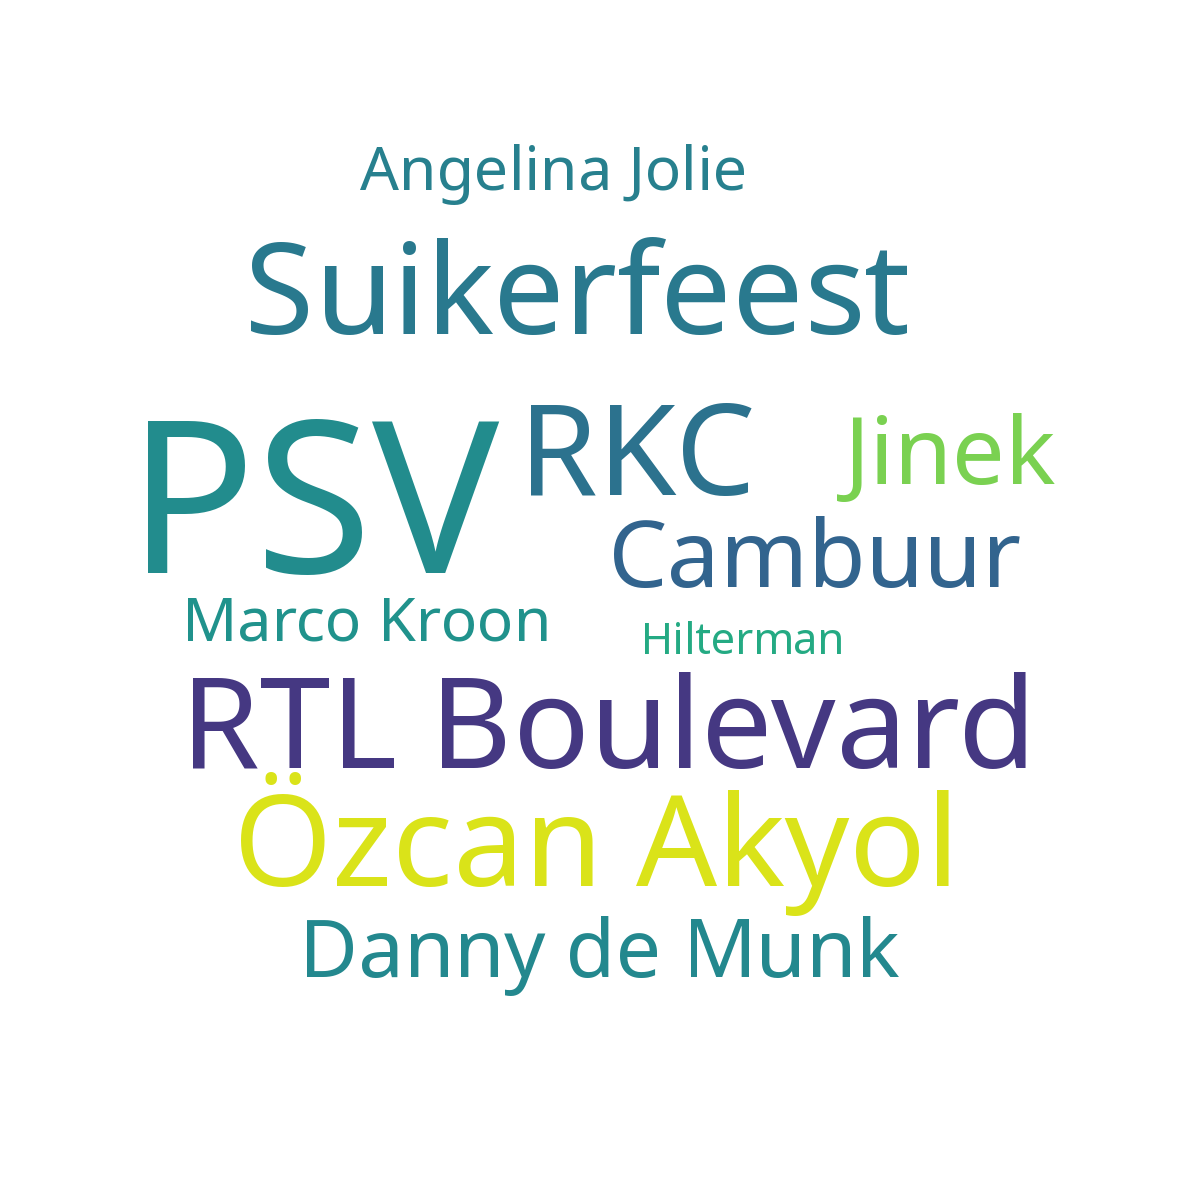 Angelina Jolie
Suikerfeest
PSV
RKC
Jinek
Cambuur
Marco Kroon
Hilterman
RTL Boulevard
Özcan Akyol
Danny de Munk